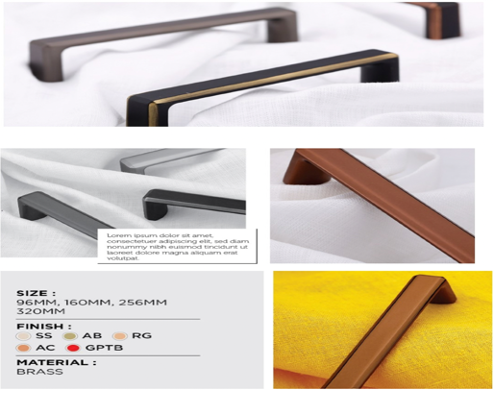 Lorem ipsum dolor sit amet,
consectetuer adipiscing elit, sed diam
nonummy nibh euismod tincidunt ut
laoreet dolore magna aliquam erat
volutpat.
SIZE :
96MM, 160MM, 256MM
320MM
FINISH :
SS AB RG
AC GPTB
MATERIAL :
BRASS